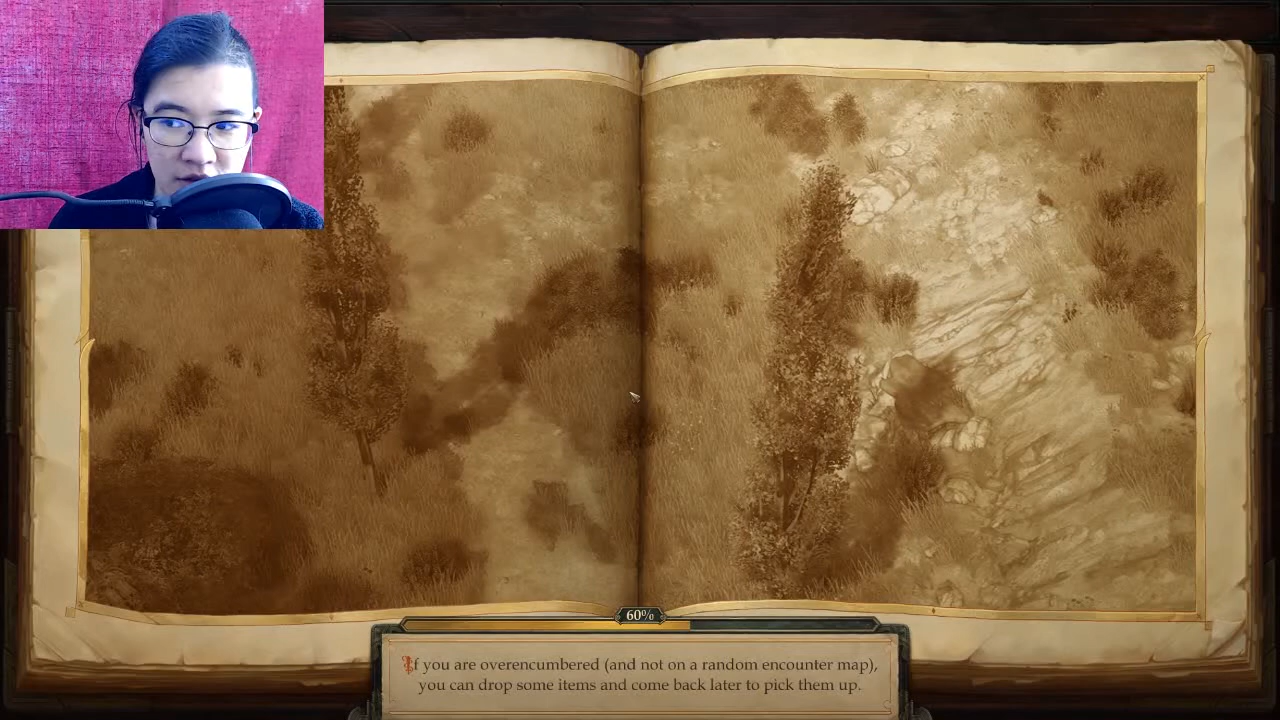 60%
If you are overencumbered (and not on a random encounter map),
you can drop some items and come back later to pick them up.